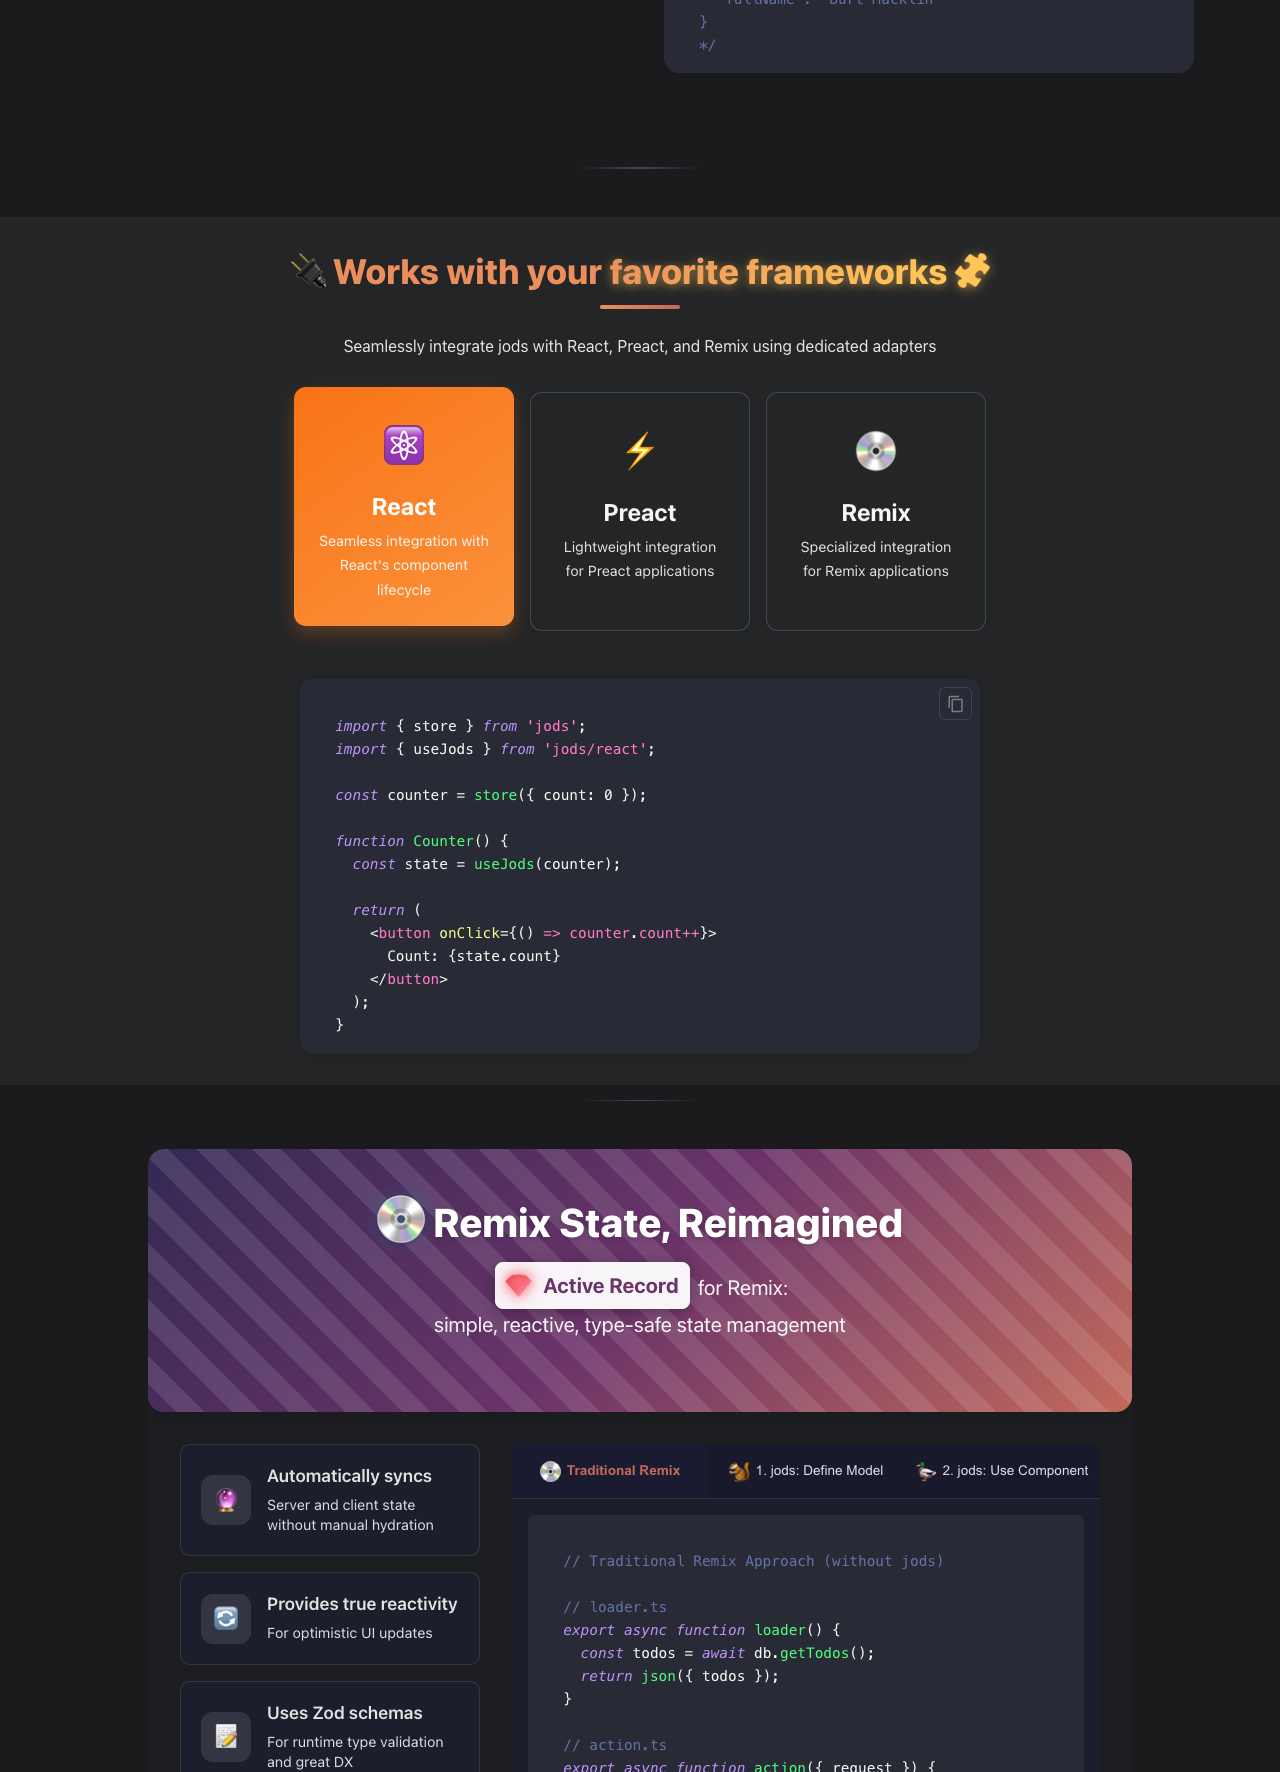 }
*/
Works with your favorite frameworks
Seamlessly integrate jods with React, Preact, and Remix using dedicated adapters
React
Seamless integration with
React's component
lifecycle
Preact
Lightweight integration
for Preact applications
Remix
Specialized integration
for Remix applications
import { store } from 'jods';
import { useJods } from 'jods/react';
const counter = store({ count: 0 });
function Counter() {
  const state = useJods(counter);
  return (
    <button onClick={() => counter.count++}>
      Count: {state.count}
    </button>
  );
}
Remix State, Reimagined
Active Record for Remix:
simple, reactive, type-safe state management
Automatically syncs
Server and client state
without manual hydration
Provides true reactivity
For optimistic UI updates
Uses Zod schemas
For runtime type validation
and great DX
Traditional Remix
1. jods: Define Model
2. jods: Use Component
// Traditional Remix Approach (without jods)
// loader.ts
export async function loader() {
  const todos = await db.getTodos();
  return json({ todos });
}
// action.ts
export async function action({ request }) {